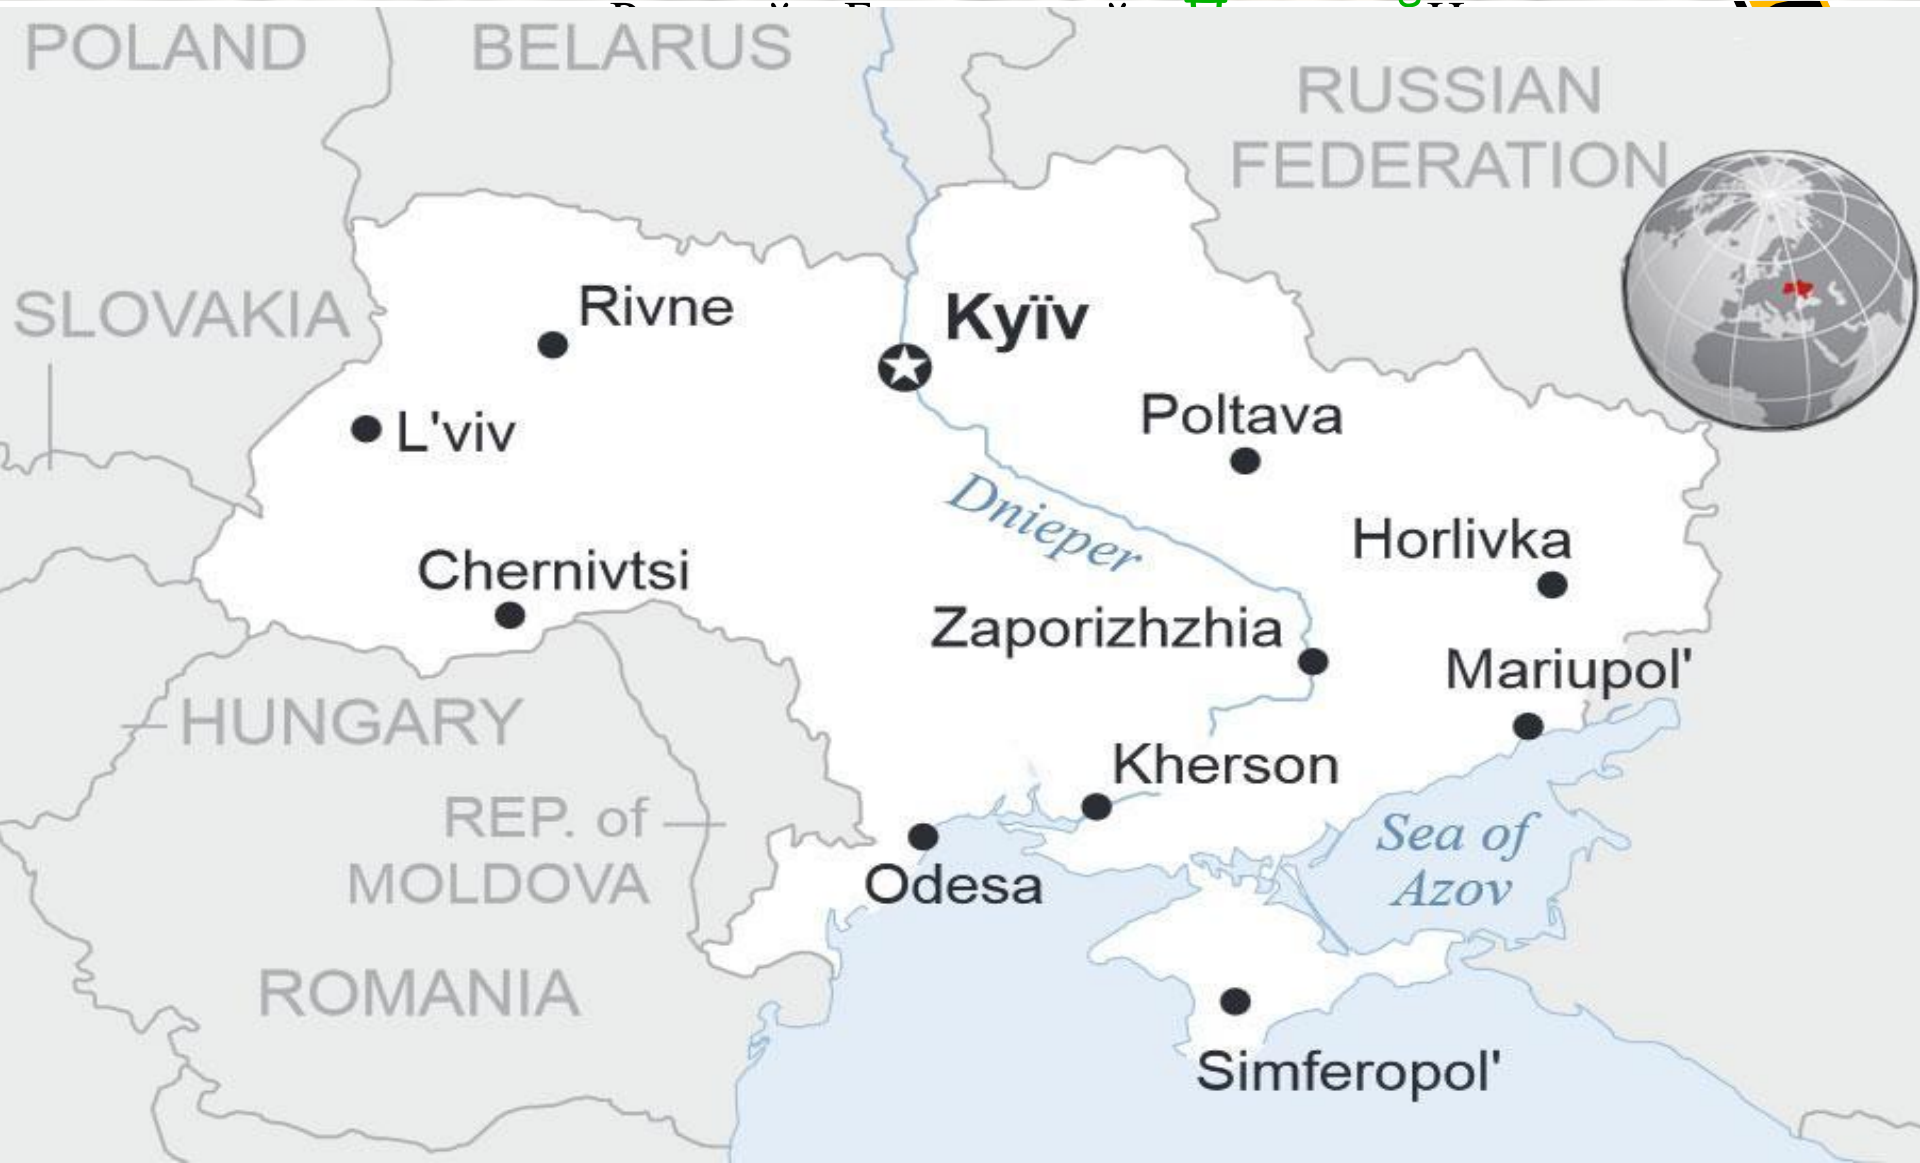 POLAND
BELARUS
RUSSIAN
FEDERATION
SLOVAKIA
Rivne
Kyïv
L'viv
Poltava
Dnieper
Horlivka
Chernivtsi
Zaporizhzhia
Mariupol'
HUNGARY
Kherson
REP. of
MOLDOVA
Sea of
Azov
Odesa
ROMANIA
Simferopol'